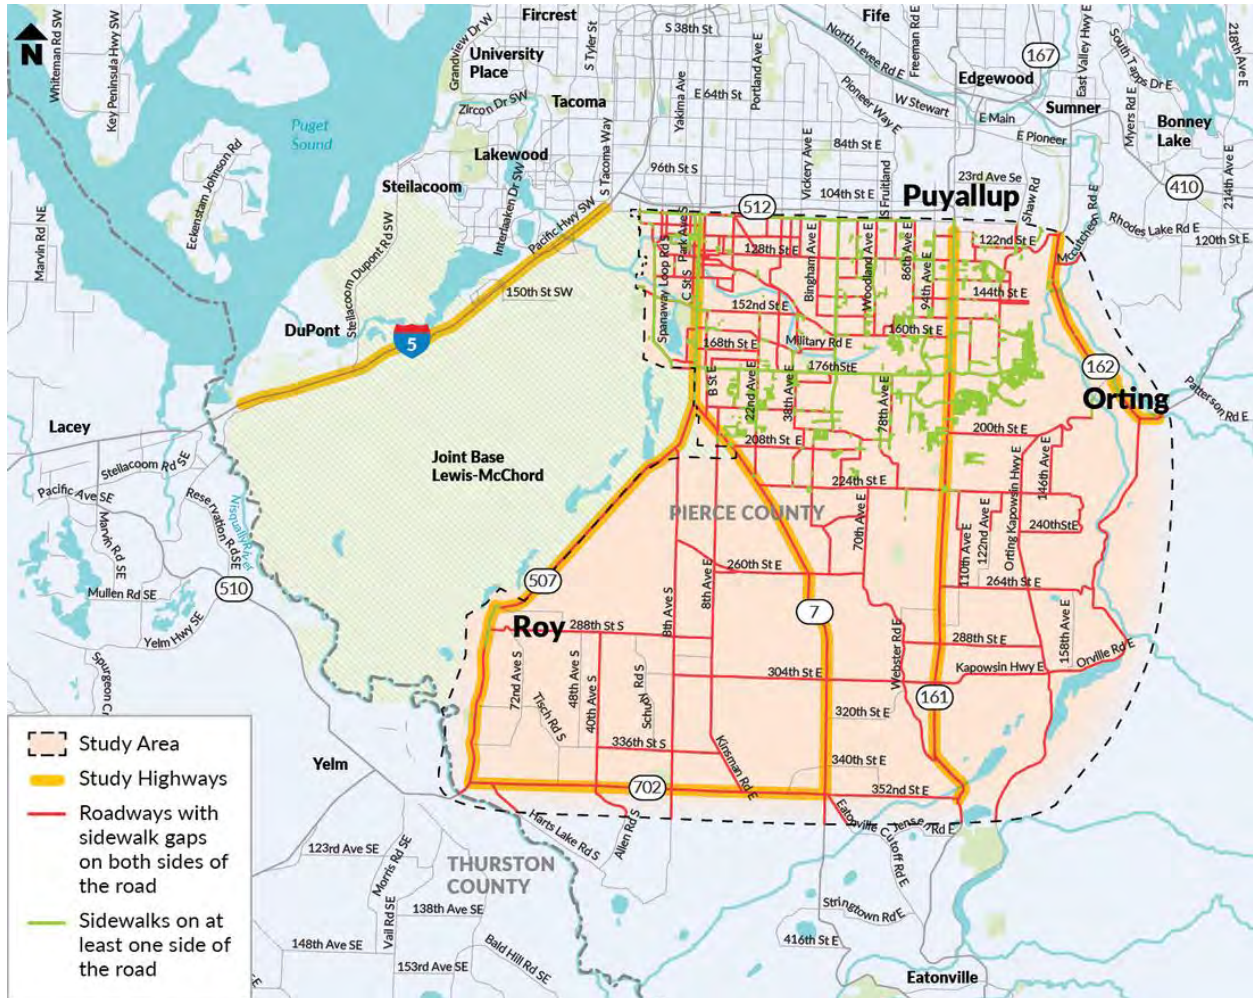 N
Whiteman Rd SW
Key Peninsula Hwy SW
Eckenstam Johnson Rd
Puget
Sound
Marvin Rd NE
Grandview Dr W
Fircrest
University
Place
S Tyler St
S 38th St
Tacoma
E 64th St
Zircon Dr SW
Lakewood
Steilacoom
Interlaaken Dr SW
S Tacoma Way
Pacific Hwy SW
96th St S
Yakima Ave
Portland Ave E
Fife
North Levee Rd E
Freeman Rd E
167
Edgewood
East Valley Hwy E
South Tapps Dr E
218th Ave E
Pioneer Way E
W Stewart
Sumner
E Main
E Pioneer
Myers Rd E
Bonney
Lake
410
214th Ave E
Vickery Ave E
84th St E
104th St E
S Fruitland
23rd Ave Se
Shaw Rd
Puyallup
512
Mccutcheon Rd E
Rhodes Lake Rd E
120th St E
Steilacoom Dupont Rd SW
150th St SW
DuPont
5
Lacey
Joint Base
Lewis-McChord
Spanaway Loop Rd S
Park Ave S
C St S
128th St E
Bingham Ave E
Woodland Ave E
86th Ave E
94th Ave E
122nd St E
144th St E
152nd St E
160th St E
Military Rd E
168th St E
176thStE
B St E
22nd Ave E
38th Ave E
78th Ave E
162
Orting
Patterson Rd E
200th St E
208th St E
224th St E
146th Ave E
Orting Kapowsin Hwy E
240thStE
PIERCE COUNTY
70th Ave E
110th Ave E
122nd Ave E
260th St E
264th St E
8th Ave E
8th Ave S
507
7
Roy
288th St S
288th St E
158th Ave E
Orville Rd E
Kapowsin Hwy E
304th St E
Webster Rd E
161
72nd Ave S
48th Ave S
40th Ave S
Tisch Rd S
Schudy Rd S
320th St E
336th St S
Kinsman Rd E
340th St E
702
352nd St E
Harts Lake Rd S
Allen Rd S
Eatonville Cutoff Rd E
Jensen Rd E
Stringtown Rd E
416th St E
Eatonville
Steilacoom Rd SE
Pacific Ave SE
Marvin Rd SE
Reservation Rd SE
Nisqually River
510
Mullen Rd SE
Yelm Hwy SE
Yelm
THURSTON
COUNTY
123rd Ave SE
Morris Rd SE
Vail Rd SE
138th Ave SE
148th Ave SE
153rd Ave SE
Bald Hill Rd SE
Study Area
Study Highways
Roadways with
sidewalk gaps
on both sides of
the road
Sidewalks on at
least one side of
the road